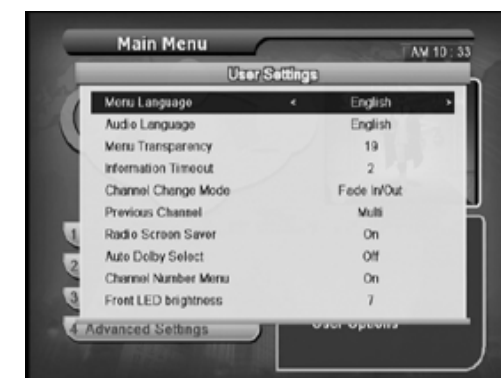 Main Menu
AM 10 : 33
User Settings
Menu Language < English >
Audio Language English
Menu Transparency 19
Information Timeout 2
Channel Change Mode Fade In/Out
Previous Channel Multi
Radio Screen Saver On
Auto Dolby Select Off
Channel Number Menu On
Front LED brightness 7
1
2
3
4 Advanced Settings
User Options